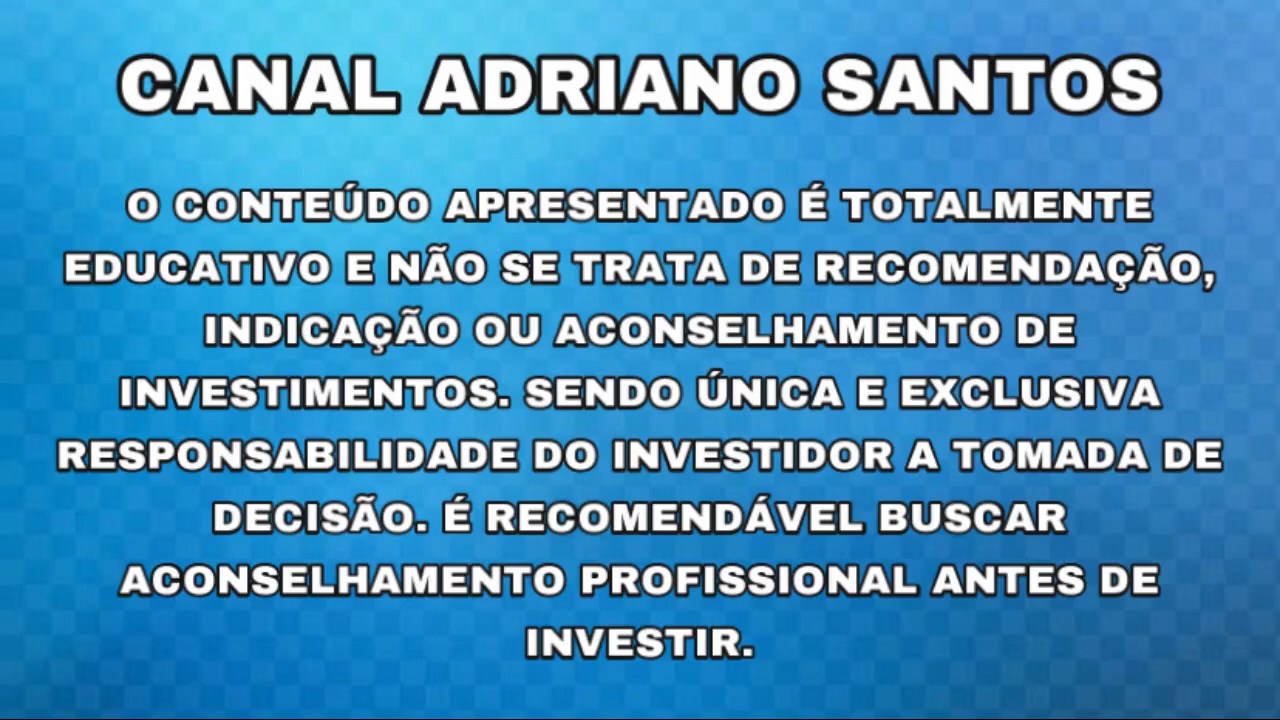 CANAL ADRIANO SANTOS
O CONTEÚDO APRESENTADO É TOTALMENTE
EDUCATIVO E NÃO SE TRATA DE RECOMENDAÇÃO,
INDICAÇÃO OU ACONSELHAMENTO DE
INVESTIMENTOS. SENDO ÚNICA E EXCLUSIVA
RESPONSABILIDADE DO INVESTIDOR A TOMADA DE
DECISÃO. É RECOMENDÁVEL BUSCAR
ACONSELHAMENTO PROFISSIONAL ANTES DE
INVESTIR.